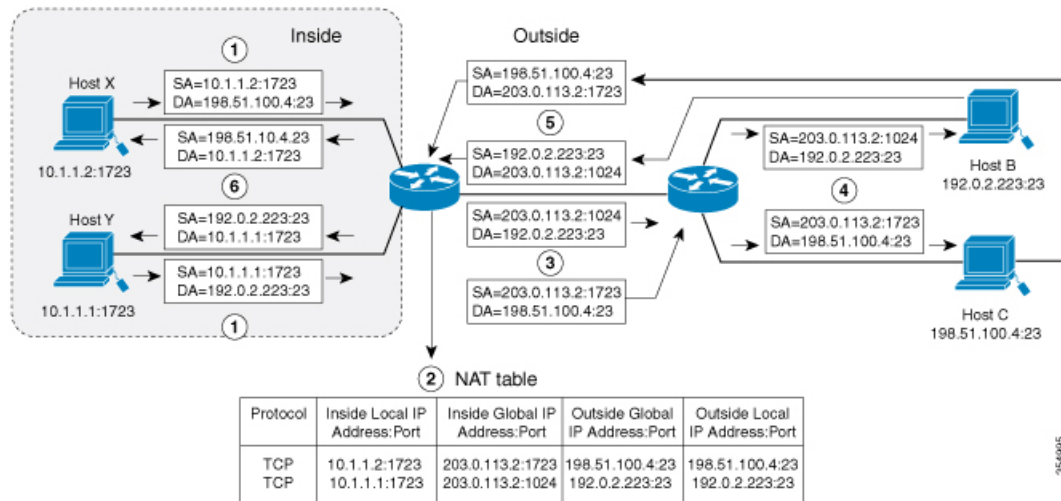 Inside
Outside
1
Host X
SA=10.1.1.2:1723
DA=198.51.100.4:23
SA=198.51.10.4.23
DA=10.1.1.2:1723
10.1.1.2:1723
6
Host Y
SA=192.0.2.223:23
DA=10.1.1.1:1723
SA=10.1.1.1:1723
DA=192.0.2.223:23
10.1.1.1:1723
1
SA=198.51.100.4:23
DA=203.0.113.2:1723
5
SA=192.0.2.223:23
DA=203.0.113.2:1024
SA=203.0.113.2:1024
DA=192.0.2.223:23
3
SA=203.0.113.2:1723
DA=198.51.100.4:23
SA=203.0.113.2:1024
DA=192.0.2.223:23
Host B
192.0.2.223:23
4
SA=203.0.113.2:1723
DA=198.51.100.4:23
Host C
198.51.100.4:23
2 NAT table
Protocol Inside Local IP Inside Global IP Outside Global Outside Local
Address:Port Address:Port IP Address:Port IP Address:Port
TCP 10.1.1.2:1723 203.0.113.2:1723 198.51.100.4:23 198.51.100.4:23
TCP 10.1.1.1:1723 203.0.113.2:1024 192.0.2.223:23 192.0.2.223:23